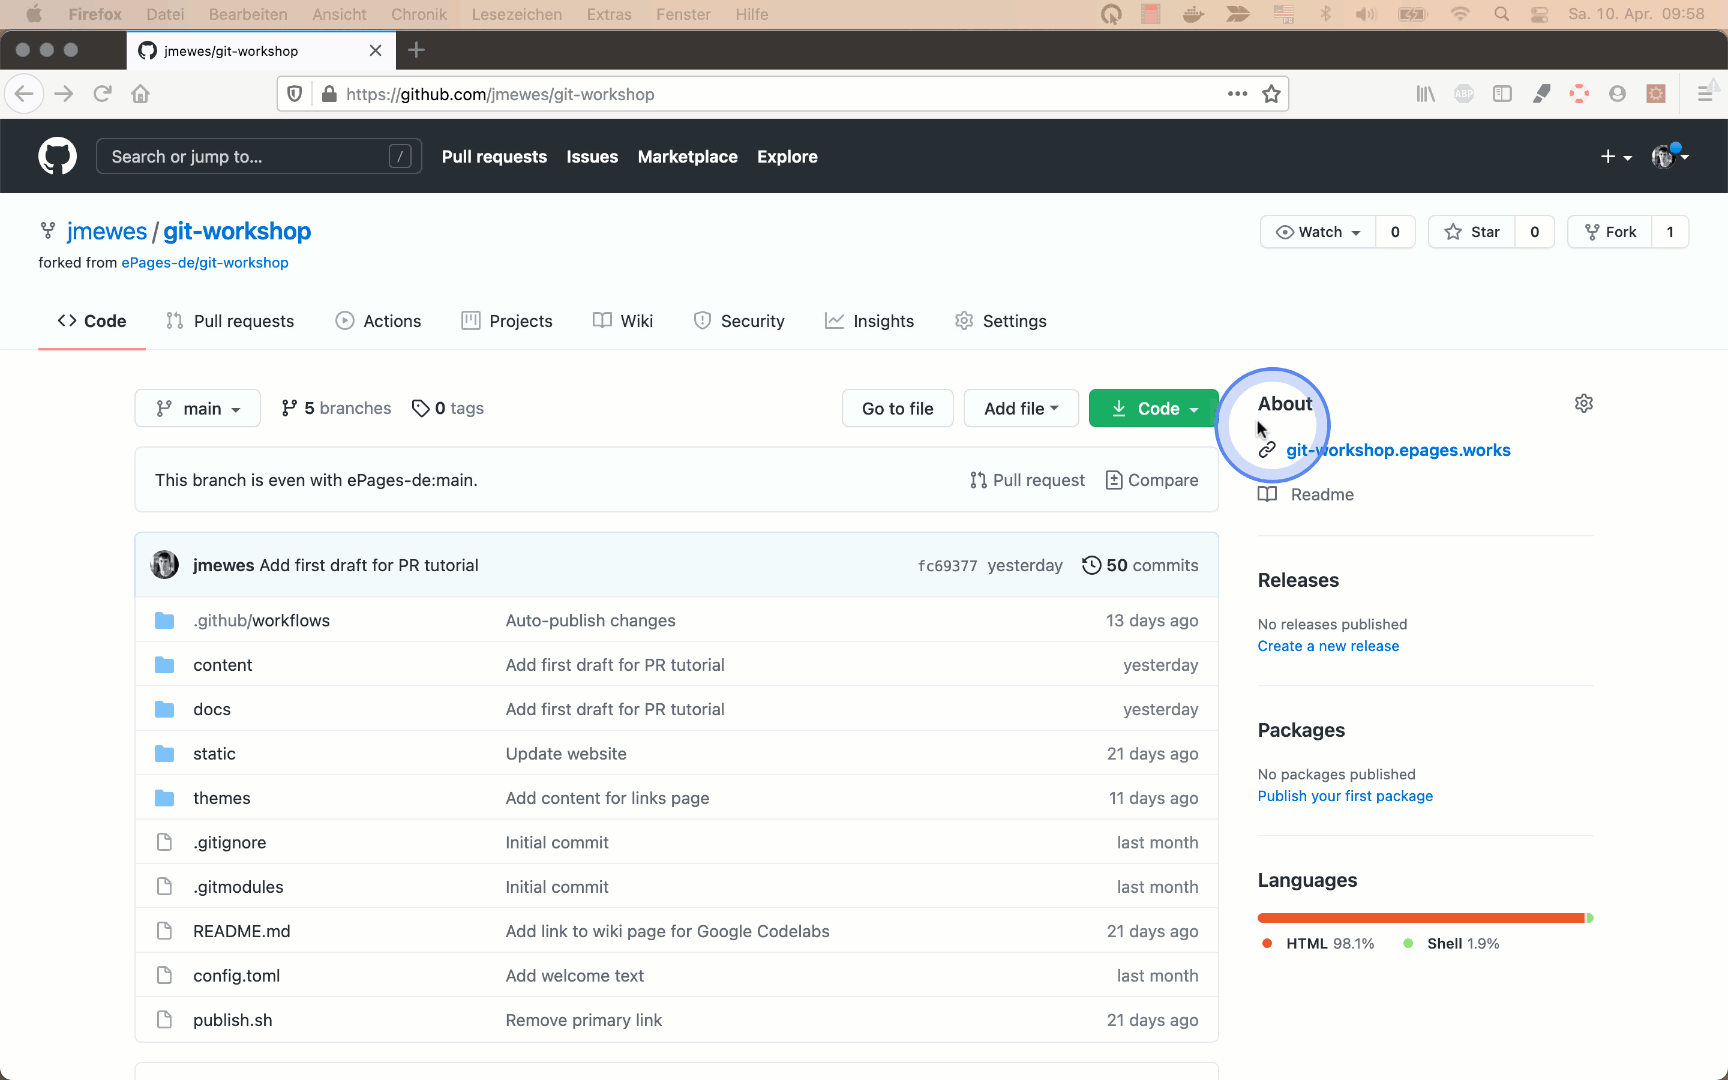 Firefox Datei Bearbeiten Ansicht Chronik Lesezeichen Extras Fenster Hilfe Sa. 10. Apr. 09:58
jmewes/git-workshop
https://github.com/jmewes/git-workshop
ABP
Search or jump to... / Pull requests Issues Marketplace Explore
jmewes / git-workshop
Watch 0 Star 0 Fork 1
forked from ePages-de/git-workshop
Code Pull requests Actions Projects Wiki Security Insights Settings
main 5 branches 0 tags Go to file Add file Code
About
git-workshop.epages.works
Readme
This branch is even with ePages-de:main. Pull request Compare
jmewes Add first draft for PR tutorial fc69377 yesterday 50 commits
.github/workflows Auto-publish changes 13 days ago
content Add first draft for PR tutorial yesterday
docs Add first draft for PR tutorial yesterday
static Update website 21 days ago
themes Add content for links page 11 days ago
.gitignore Initial commit last month
.gitmodules Initial commit last month
README.md Add link to wiki page for Google Codelabs 21 days ago
config.toml Add welcome text last month
publish.sh Remove primary link 21 days ago
Releases
No releases published
Create a new release
Packages
No packages published
Publish your first package
Languages
HTML 98.1% Shell 1.9%